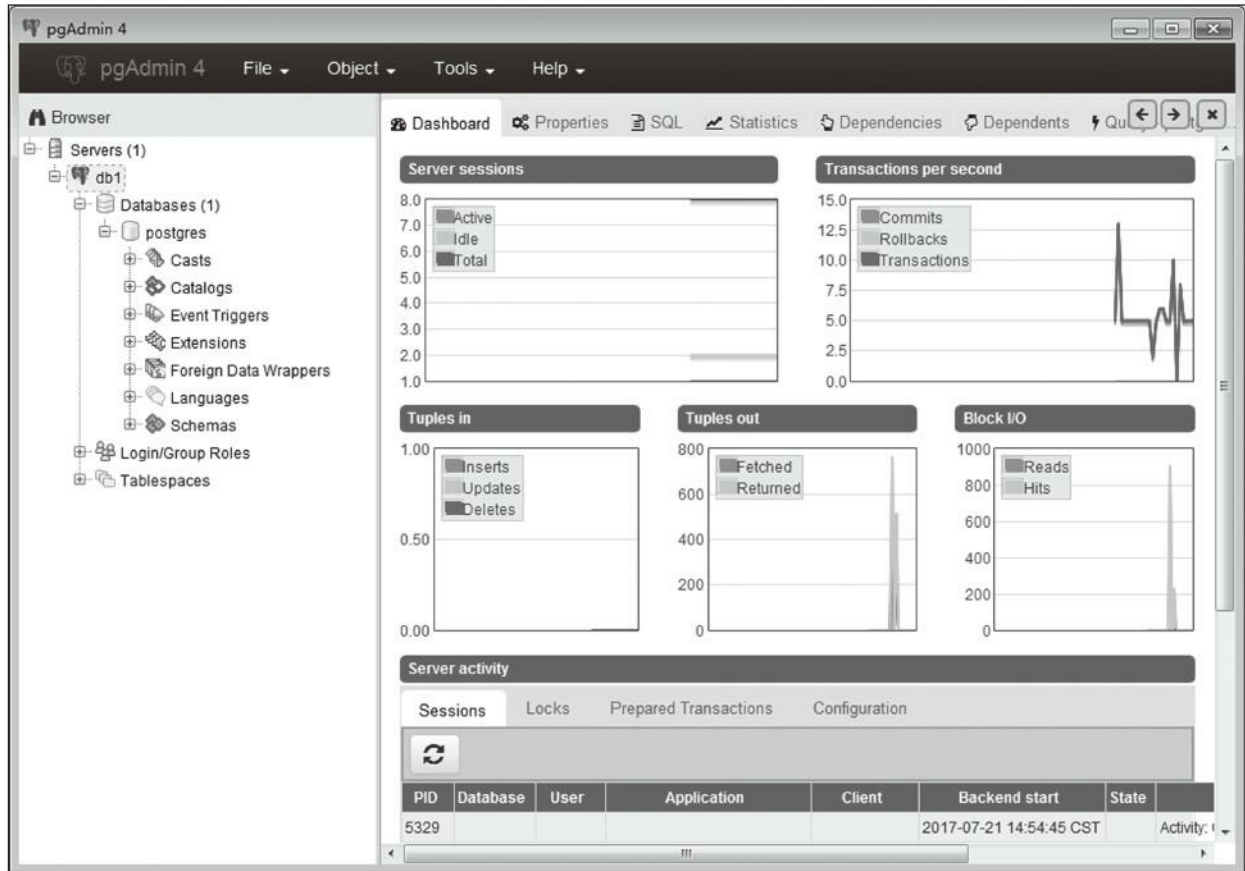 pgAdmin 4
pgAdmin 4 File Object Tools Help
Browser
Servers (1)
db1
Databases (1)
postgres
Casts
Catalogs
Event Triggers
Extensions
Foreign Data Wrappers
Languages
Schemas
Login/Group Roles
Tablespaces
Dashboard Properties SQL Statistics Dependencies Dependents
Server sessions
8.0
7.0
6.0
5.0
4.0
3.0
2.0
1.0
Active
Idle
Total
Transactions per second
15.0
12.5
10.0
7.5
5.0
2.5
0.0
Commits
Rollbacks
Transactions
Tuples in
1.00
0.50
0.00
Inserts
Updates
Deletes
Tuples out
800
600
400
200
0
Fetched
Returned
Block I/O
1000
800
600
400
200
0
Reads
Hits
Server activity
Sessions Locks Prepared Transactions Configuration
PID Database User Application Client Backend start State
5329 2017-07-21 14:54:45 CST Activity: